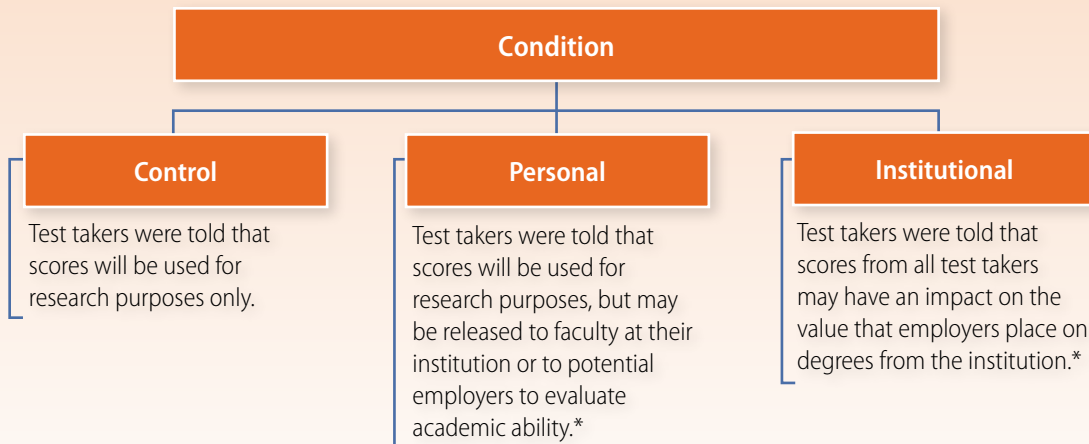 Condition
Control
Test takers were told that
scores will be used for
research purposes only.
Personal
Test takers were told that
scores will be used for
research purposes, but may
be released to faculty at their
institution or to potential
employers to evaluate
academic ability.*
Institutional
Test takers were told that
scores from all test takers
may have an impact on the
value that employers place on
degrees from the institution.*